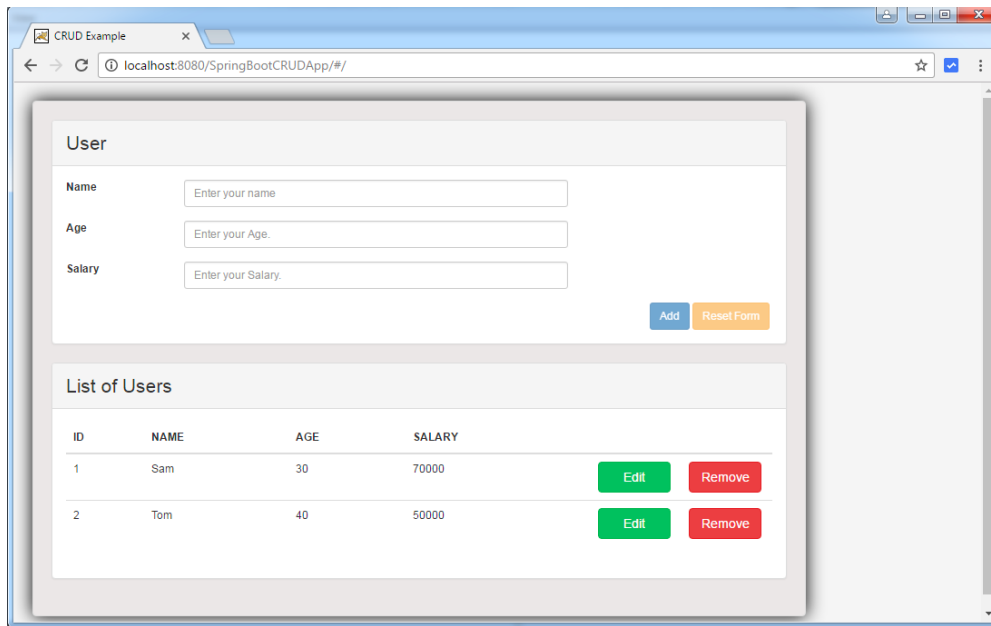 CRUD Example
localhost:8080/SpringBootCRUDApp/#/
User
Name Enter your name
Age Enter your Age.
Salary Enter your Salary.
Add Reset Form
List of Users
ID NAME AGE SALARY
1 Sam 30 70000 Edit Remove
2 Tom 40 50000 Edit Remove